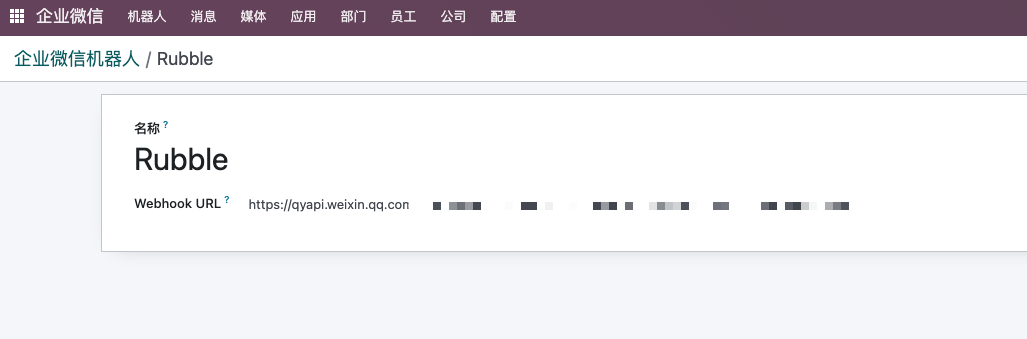 企业微信 机器人 消息 媒体 应用 部门 员工 公司 配置
企业微信机器人 / Rubble
名称 ?
Rubble
Webhook URL ? https://qyapi.weixin.qq.con